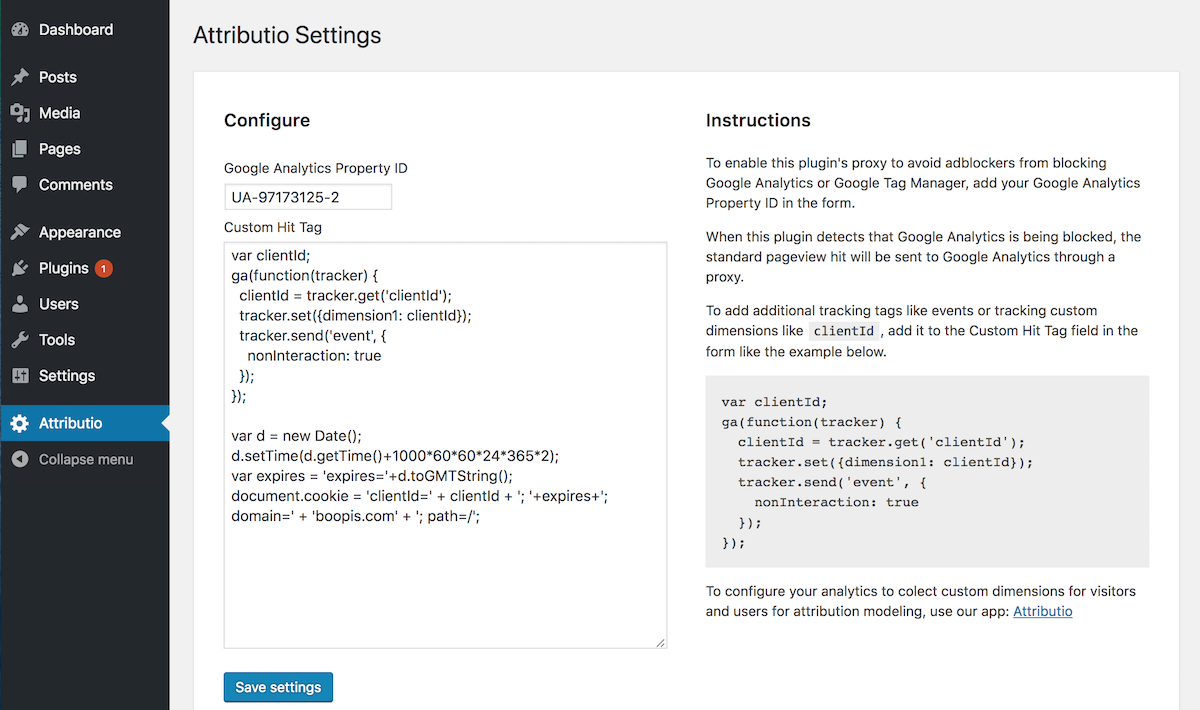 Dashboard
Posts
Media
Pages
Comments
Appearance
Plugins 1
Users
Tools
Settings
Attributio
Collapse menu
Attributio Settings
Configure
Google Analytics Property ID
UA-97173125-2
Custom Hit Tag
var clientId;
ga(function(tracker) {
  clientId = tracker.get('clientId');
  tracker.set({dimension1: clientId});
  tracker.send('event', {
    nonInteraction: true
  });
});

var d = new Date();
d.setTime(d.getTime()+1000*60*60*24*365*2);
var expires = 'expires='+d.toGMTString();
document.cookie = 'clientId=' + clientId + '; '+expires+';
domain=' + 'boopis.com' + '; path=/';
Save settings
Instructions
To enable this plugin's proxy to avoid adblockers from blocking
Google Analytics or Google Tag Manager, add your Google Analytics
Property ID in the form.
When this plugin detects that Google Analytics is being blocked, the
standard pageview hit will be sent to Google Analytics through a
proxy.
To add additional tracking tags like events or tracking custom
dimensions like clientId, add it to the Custom Hit Tag field in the
form like the example below.
var clientId;
ga(function(tracker) {
  clientId = tracker.get('clientId');
  tracker.set({dimension1: clientId});
  tracker.send('event', {
    nonInteraction: true
  });
});
To configure your analytics to colect custom dimensions for visitors
and users for attribution modeling, use our app: Attributio